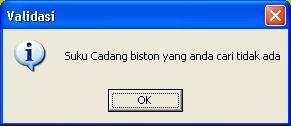 Validasi
Suku Cadang biston yang anda cari tidak ada
OK